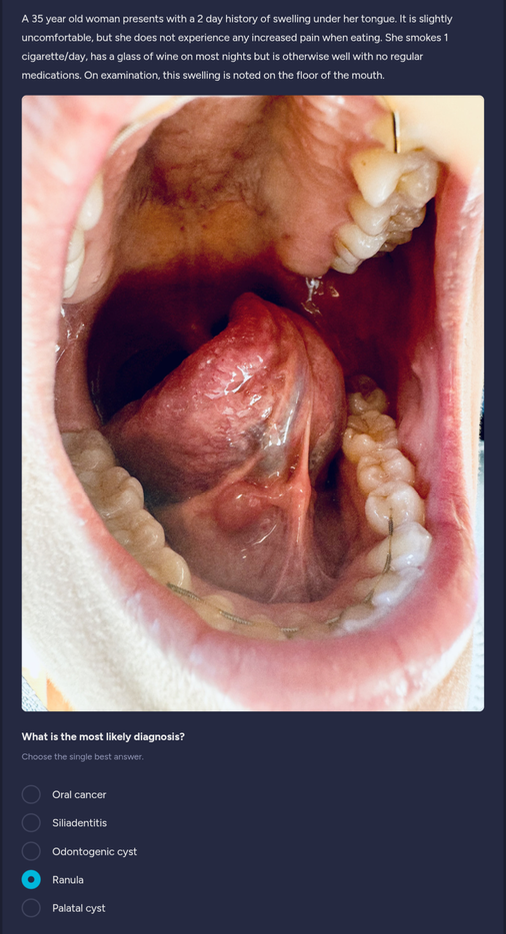 A 35 year old woman presents with a 2 day history of swelling under her tongue. It is slightly
uncomfortable, but she does not experience any increased pain when eating. She smokes 1
cigarette/day, has a glass of wine on most nights but is otherwise well with no regular
medications. On examination, this swelling is noted on the floor of the mouth.
What is the most likely diagnosis?
Choose the single best answer.
Oral cancer
Siliadentitis
Odontogenic cyst
Ranula
Palatal cyst